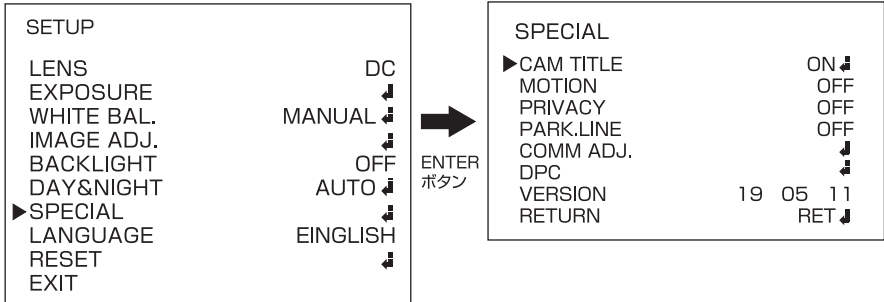 SETUP
LENS DC
EXPOSURE ↲
WHITE BAL. MANUAL ↲
IMAGE ADJ. ↲
BACKLIGHT OFF
DAY&NIGHT AUTO ↲
▶SPECIAL ↲
LANGUAGE EINGLISH
RESET ↲
EXIT
ENTER
ボタン
SPECIAL
▶CAM TITLE ON ↲
MOTION OFF
PRIVACY OFF
PARK.LINE OFF
COMM ADJ. ↲
DPC ↲
VERSION 19 05 11
RETURN RET ↲